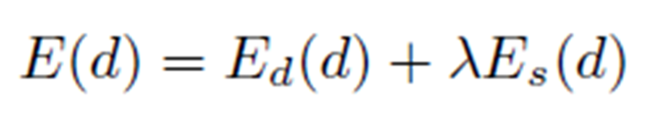 E(d) = E_d(d) + λE_s(d)